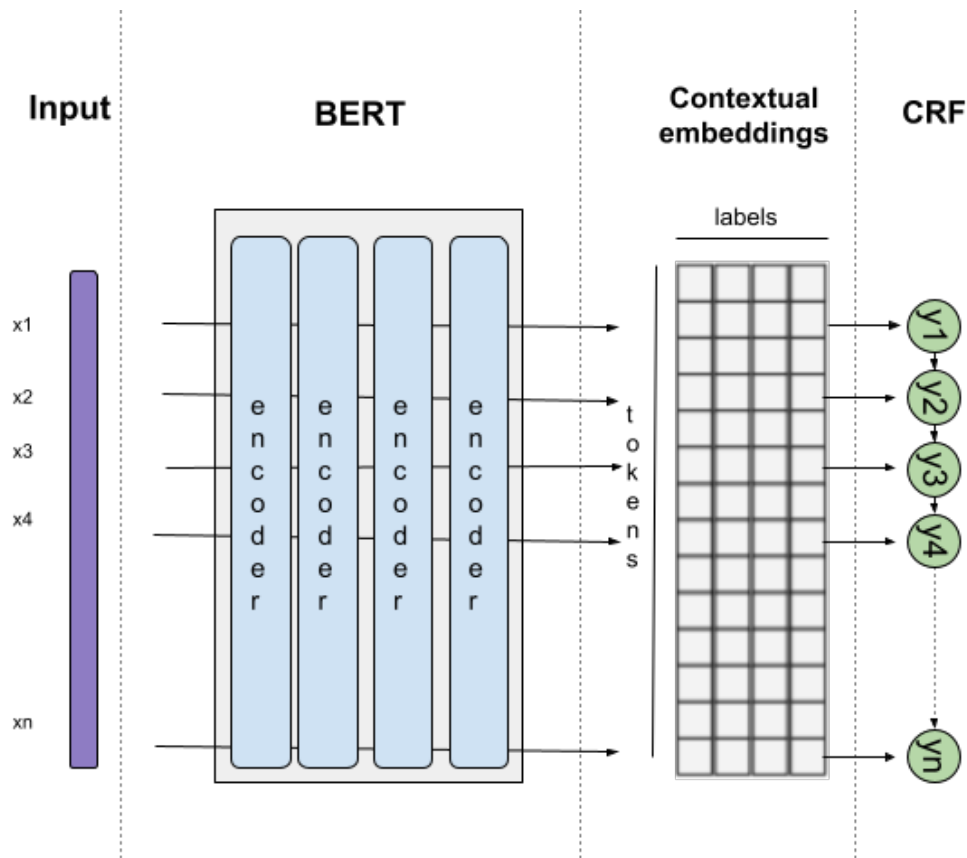 Input
BERT
Contextual
embeddings
CRF
labels
x1
x2
x3
x4
xn
encoder
encoder
encoder
encoder
tokens
y1
y2
y3
y4
yn